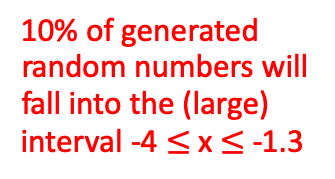 10% of generated
random numbers will
fall into the (large)
interval -4 ≤ x ≤ -1.3